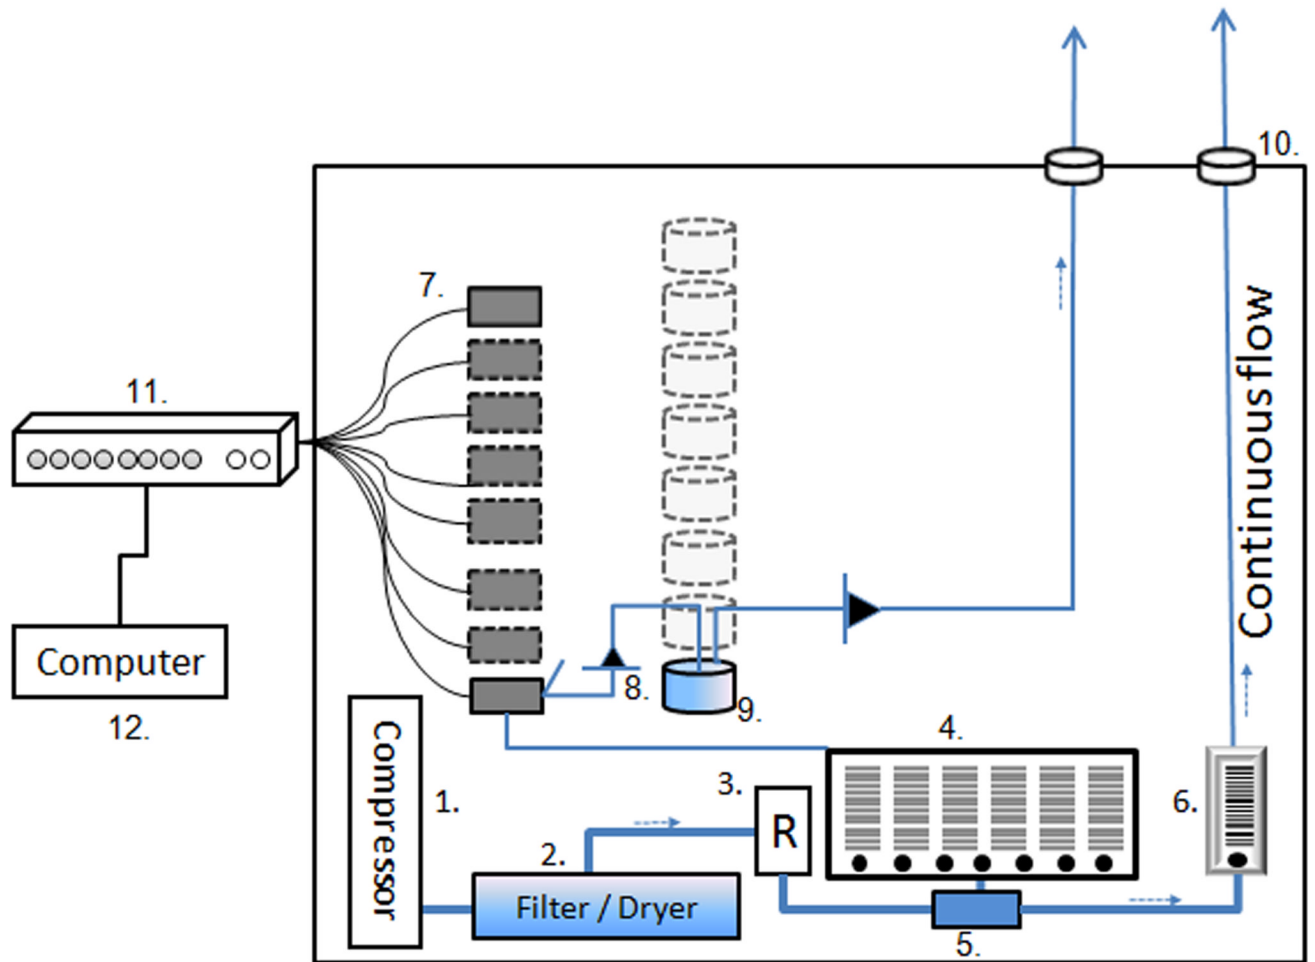 10.
7.
Continuous flow
11.
Computer
8.
9.
12.
4.
Compressor
1.
3.
6.
R
2.
Filter / Dryer
5.